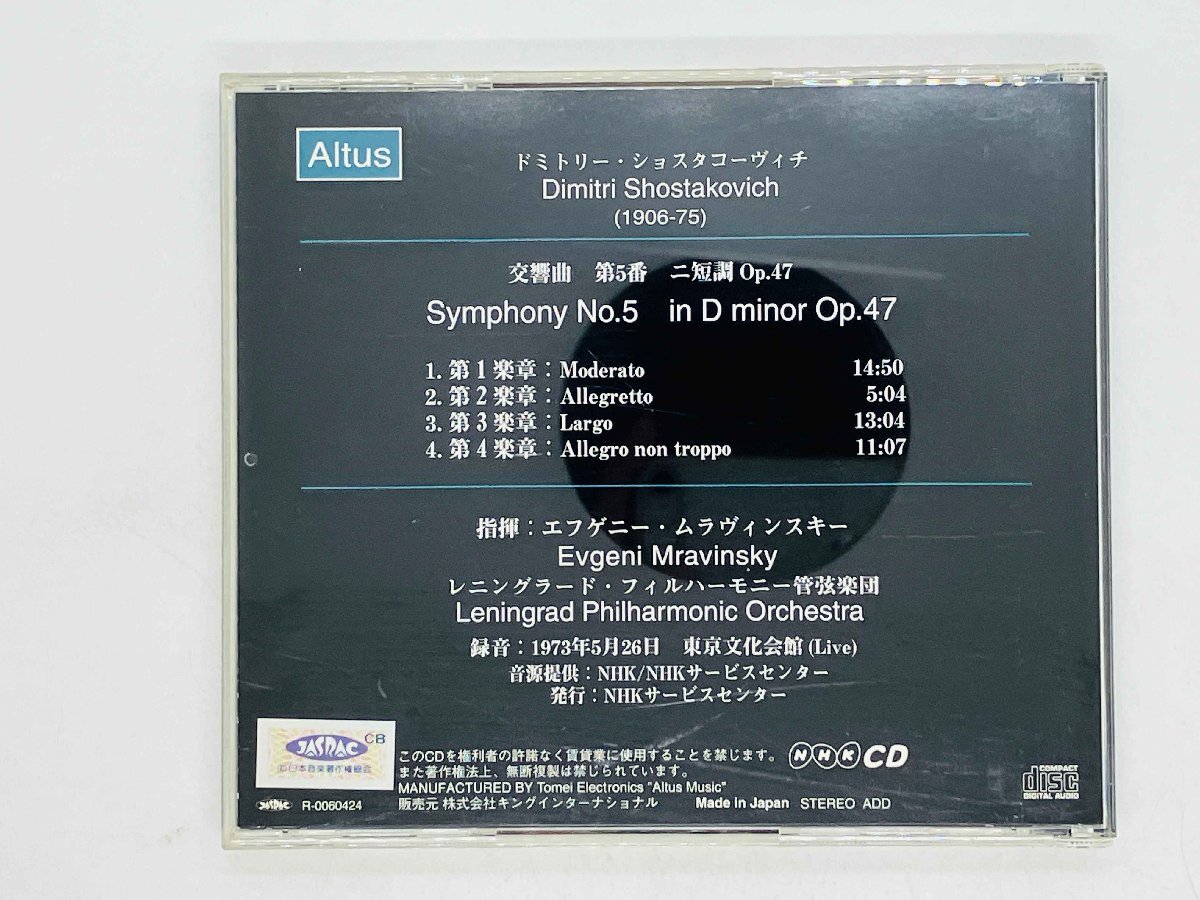 Altus
ドミトリー・ショスタコーヴィチ
Dimitri Shostakovich
(1906-75)
交響曲 第5番 ニ短調 Op.47
Symphony No.5 in D minor Op.47
1. 第1楽章：Moderato 14:50
2. 第2楽章：Allegretto 5:04
3. 第3楽章：Largo 13:04
4. 第4楽章：Allegro non troppo 11:07
指揮：エフゲニー・ムラヴィンスキー
Evgeni Mravinsky
レニングラード・フィルハーモニー管弦楽団
Leningrad Philharmonic Orchestra
録音：1973年5月26日 東京文化会館 (Live)
音源提供：NHK/NHKサービスセンター
発行：NHKサービスセンター
JASRAC CB
(社)日本音楽著作権協会
このCDを権利者の許諾なく賃貸業に使用することを禁じます。
また著作権法上、無断複製は禁じられています。
NHK CD
MANUFACTURED BY Tomei Electronics "Altus Music"
JASRAC R-0060424 販売元 株式会社キングインターナショナル Made in Japan STEREO ADD
COMPACT
disc
DIGITAL AUDIO